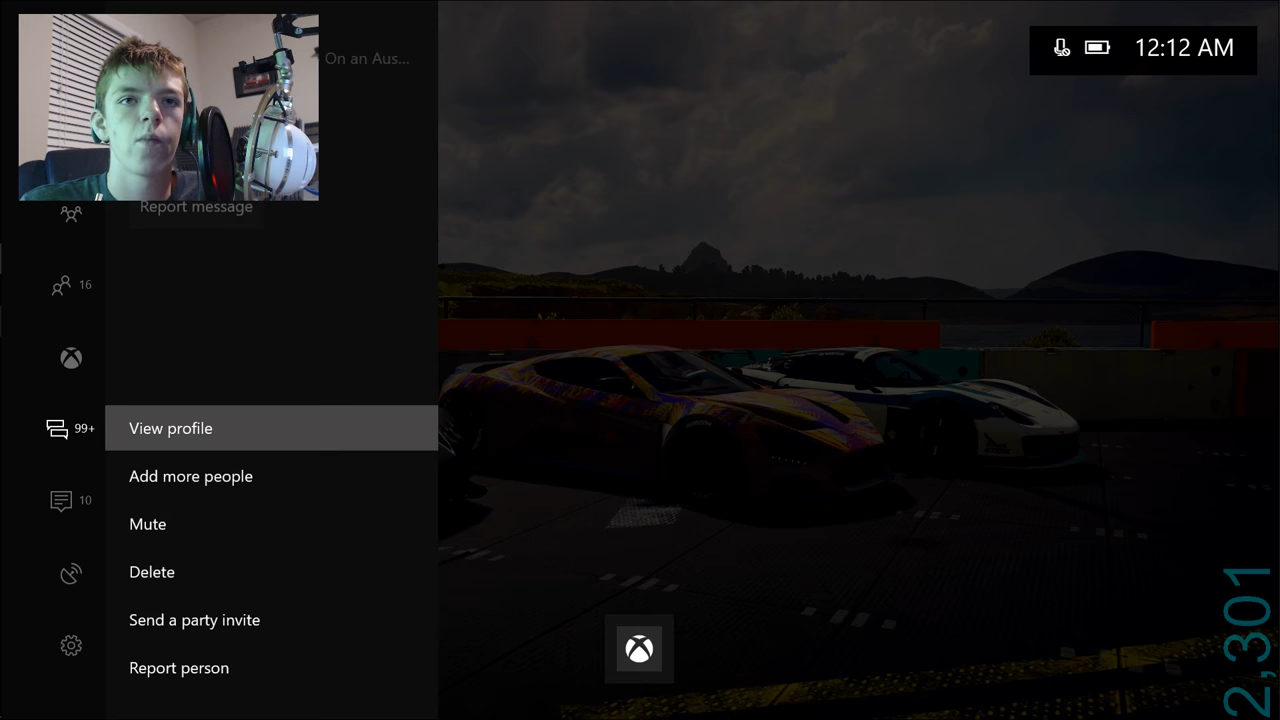 On an Aus...
12:12 AM
Report message
16
99+
View profile
Add more people
Mute
10
Delete
Send a party invite
Report person
2,301